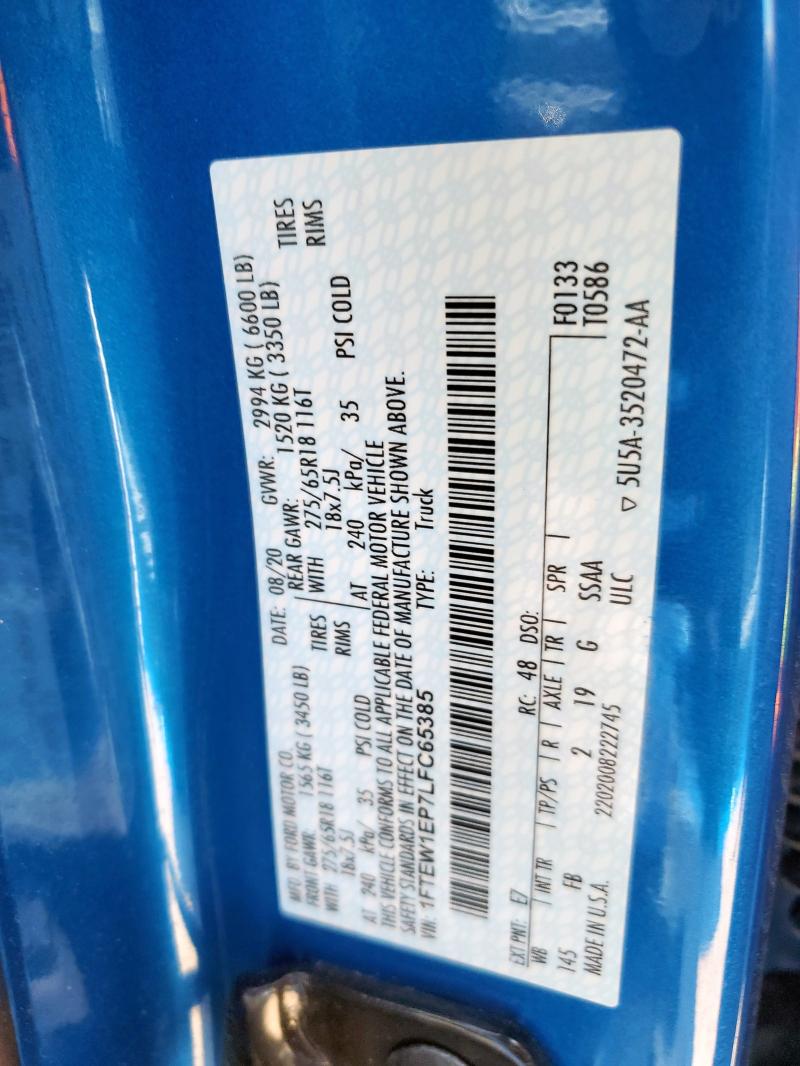 MFD. BY FORD MOTOR CO.
DATE: 08/20 GVWR: 2994 KG ( 6600 LB)
FRONT GAWR: 1565 KG ( 3450 LB) REAR GAWR: 1520 KG ( 3350 LB)
WITH 275/65R18 116T TIRES WITH 275/65R18 116T TIRES
18x7.5J RIMS 18x7.5J RIMS
AT 240 kPa/ 35 PSI COLD AT 240 kPa/ 35 PSI COLD
THIS VEHICLE CONFORMS TO ALL APPLICABLE FEDERAL MOTOR VEHICLE
SAFETY STANDARDS IN EFFECT ON THE DATE OF MANUFACTURE SHOWN ABOVE.
VIN: 1FTEW1EP7LFC65385 TYPE: Truck
EXT PNT: E7 RC: 48 DSO:
WB INT TR TP/PS R AXLE TR SPR F0133
145 FB 2 19 G SSAA T0586
MADE IN U.S.A. 2202008222745 ULC
▽ 5U5A-3520472-AA